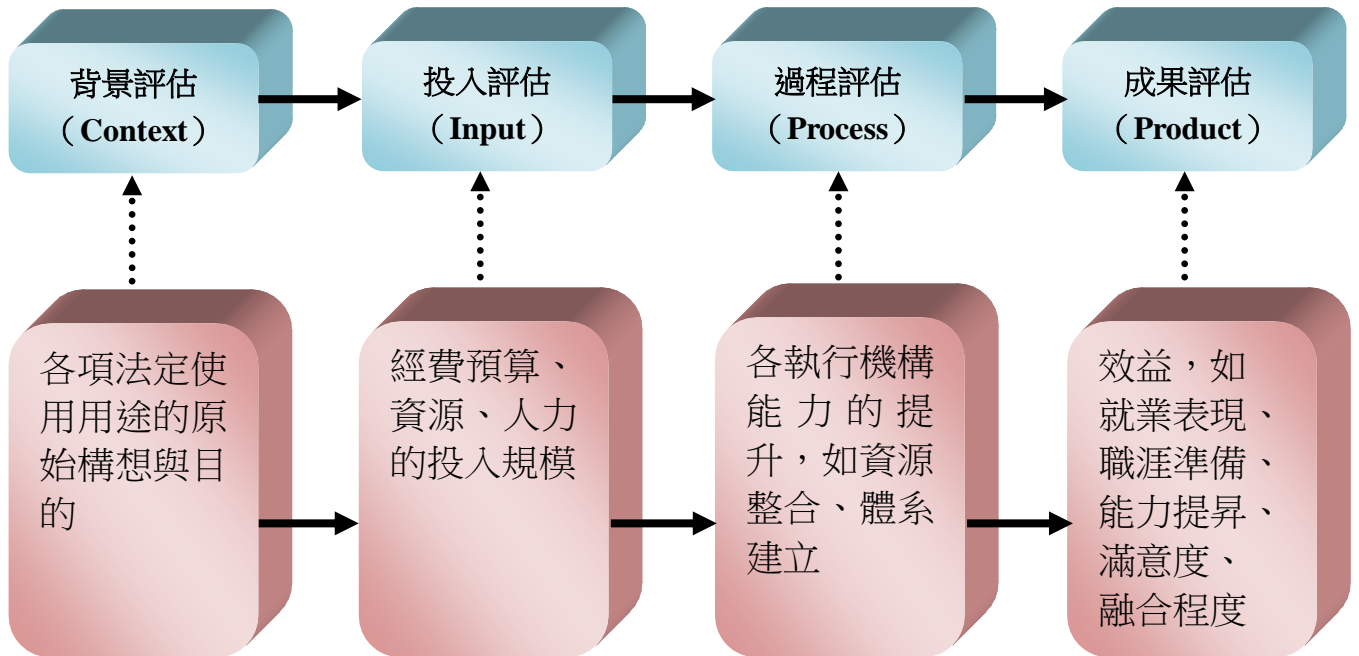 背景評估
（Context）
投入評估
（Input）
過程評估
（Process）
成果評估
（Product）
各項法定使
用用途的原
始構想與目
的
經費預算、
資源、人力
的投入規模
各執行機構
能力的提
升，如資源
整合、體系
建立
效益，如
就業表現、
職涯準備、
能力提昇、
滿意度、
融合程度